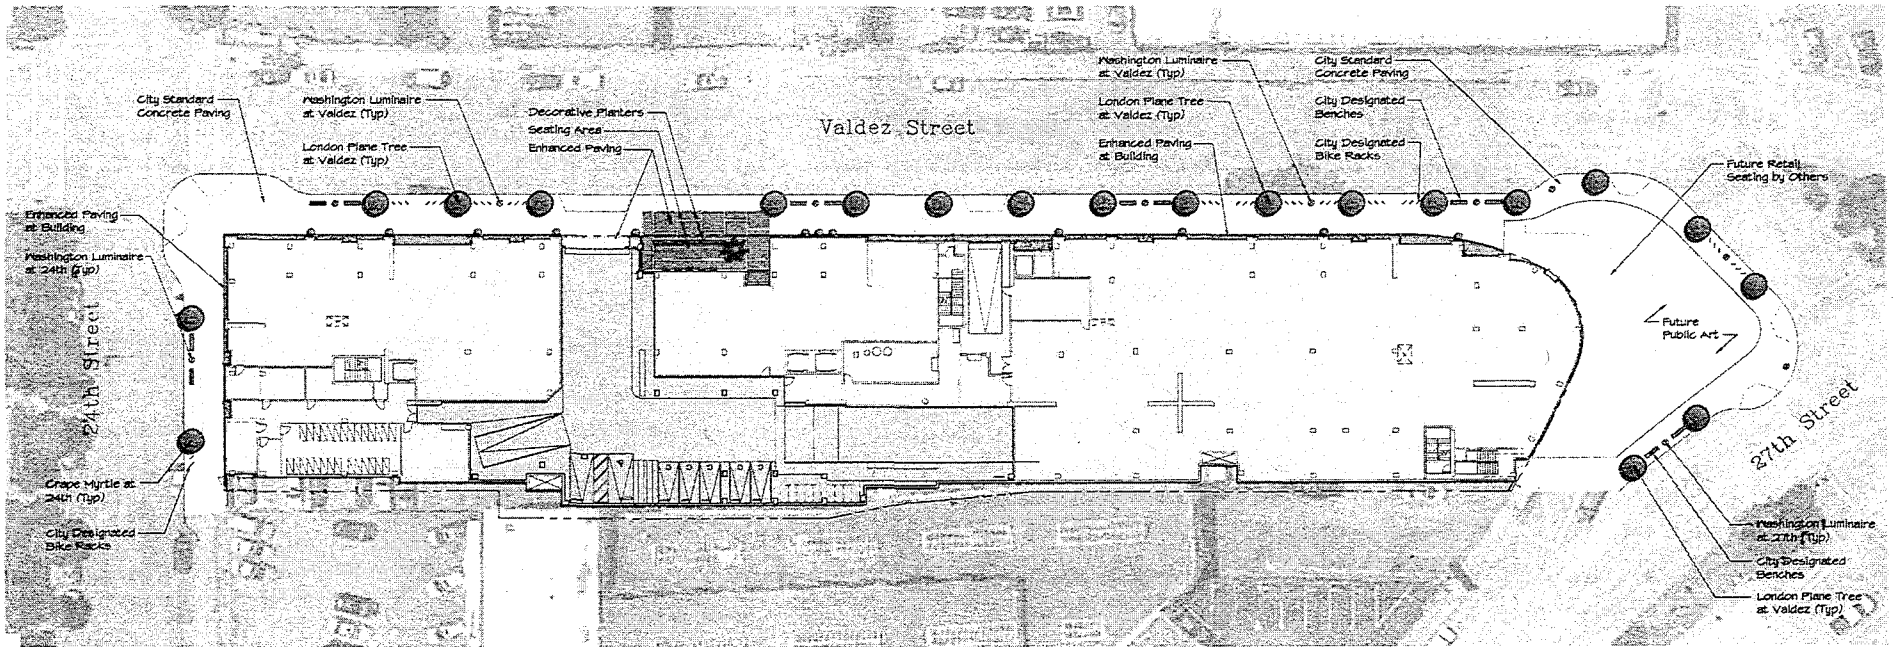 City Standard
Concrete Paving
Washington Luminaire
at Valdez (Typ)
London Plane Tree
at Valdez (Typ)
Decorative Planters
Seating Area
Enhanced Paving
Valdez Street
Washington Luminaire
at Valdez (Typ)
London Plane Tree
at Valdez (Typ)
Enhanced Paving
at Building
City Standard
Concrete Paving
City Designated
Benches
City Designated
Bike Racks
Future Retail
Seating by Others
Enhanced Paving
at Building
Washington Luminaire
at 24th (Typ)
24th Street
Crape Myrtle at
24th (Typ)
City Designated
Bike Racks
Future
Public Art
27th Street
Washington Luminaire
at 27th (Typ)
City Designated
Benches
London Plane Tree
at Valdez (Typ)